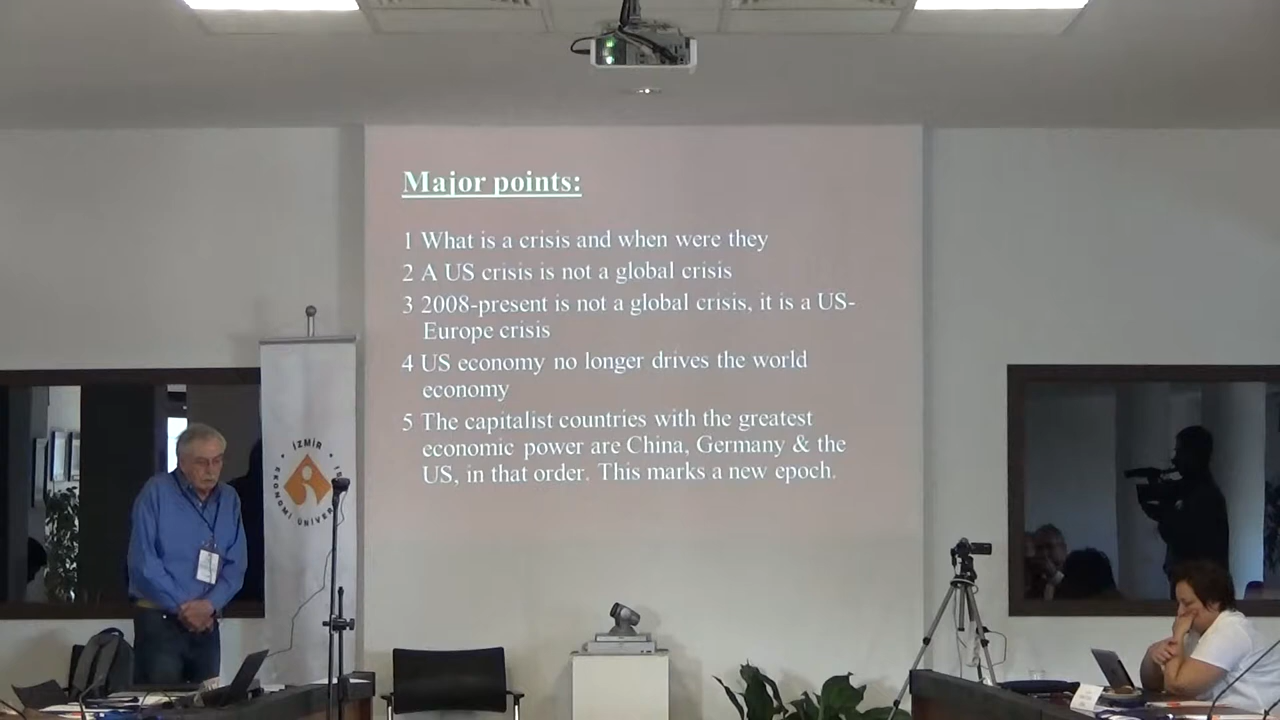 Major points:
1 What is a crisis and when were they
2 A US crisis is not a global crisis
3 2008-present is not a global crisis, it is a US-
Europe crisis
4 US economy no longer drives the world
economy
5 The capitalist countries with the greatest
economic power are China, Germany & the
US, in that order. This marks a new epoch.
İZMİR
EKONOMİ